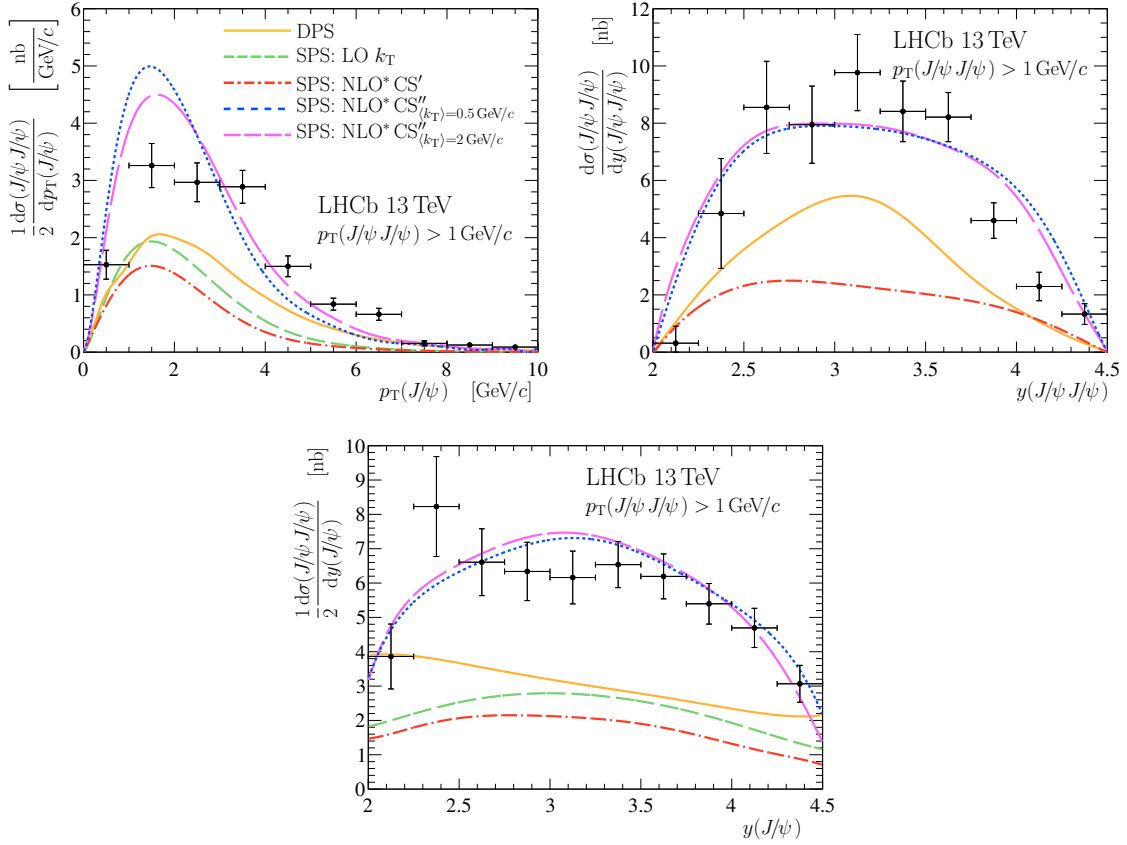 1/2 dσ(J/ψ J/ψ)/dpT(J/ψ) [nb/GeV/c]
6
5
4
3
2
1
0
DPS
SPS: LO kT
SPS: NLO* CS′
SPS: NLO* CS″⟨kT⟩=0.5 GeV/c
SPS: NLO* CS″⟨kT⟩=2 GeV/c
LHCb 13 TeV
pT(J/ψ J/ψ) > 1 GeV/c
0 2 4 6 8 10
pT(J/ψ) [GeV/c]
dσ(J/ψ J/ψ)/dy(J/ψ J/ψ) [nb]
12
10
8
6
4
2
0
LHCb 13 TeV
pT(J/ψ J/ψ) > 1 GeV/c
2 2.5 3 3.5 4 4.5
y(J/ψ J/ψ)
1/2 dσ(J/ψ J/ψ)/dy(J/ψ) [nb]
10
9
8
7
6
5
4
3
2
1
0
LHCb 13 TeV
pT(J/ψ J/ψ) > 1 GeV/c
2 2.5 3 3.5 4 4.5
y(J/ψ)